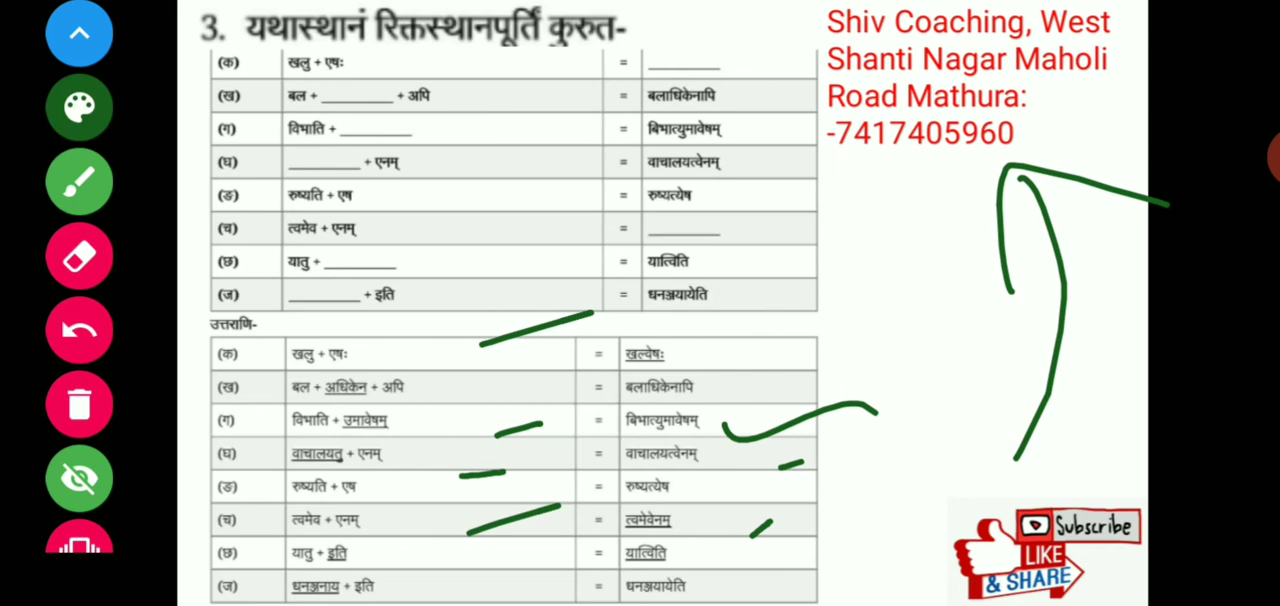 3. यथास्थानं रिक्तस्थानपूर्तिं कुरुत-
(क) खलु + एषः = ________
(ख) बल + ________ + अपि = बलाधिकेनापि
(ग) विभाति + ________ = बिभात्युमावेषम्
(घ) ________ + एनम् = वाचालयत्वेनम्
(ङ) रुष्यति + एष = रुष्यत्येष
(च) त्वमेव + एनम् = ________
(छ) यातु + ________ = यात्विति
(ज) ________ + इति = धनञ्जयायेति
उत्तराणि-
(क) खलु + एषः = खल्वेषः
(ख) बल + अधिकेन + अपि = बलाधिकेनापि
(ग) विभाति + उमावेषम् = बिभात्युमावेषम्
(घ) वाचालयतु + एनम् = वाचालयत्वेनम्
(ङ) रुष्यति + एष = रुष्यत्येष
(च) त्वमेव + एनम् = त्वमेवेनम्
(छ) यातु + इति = यात्विति
(ज) धनञ्जनाय + इति = धनञ्जयायेति
Shiv Coaching, West
Shanti Nagar Maholi
Road Mathura:
-7417405960
Subscribe
LIKE
& SHARE